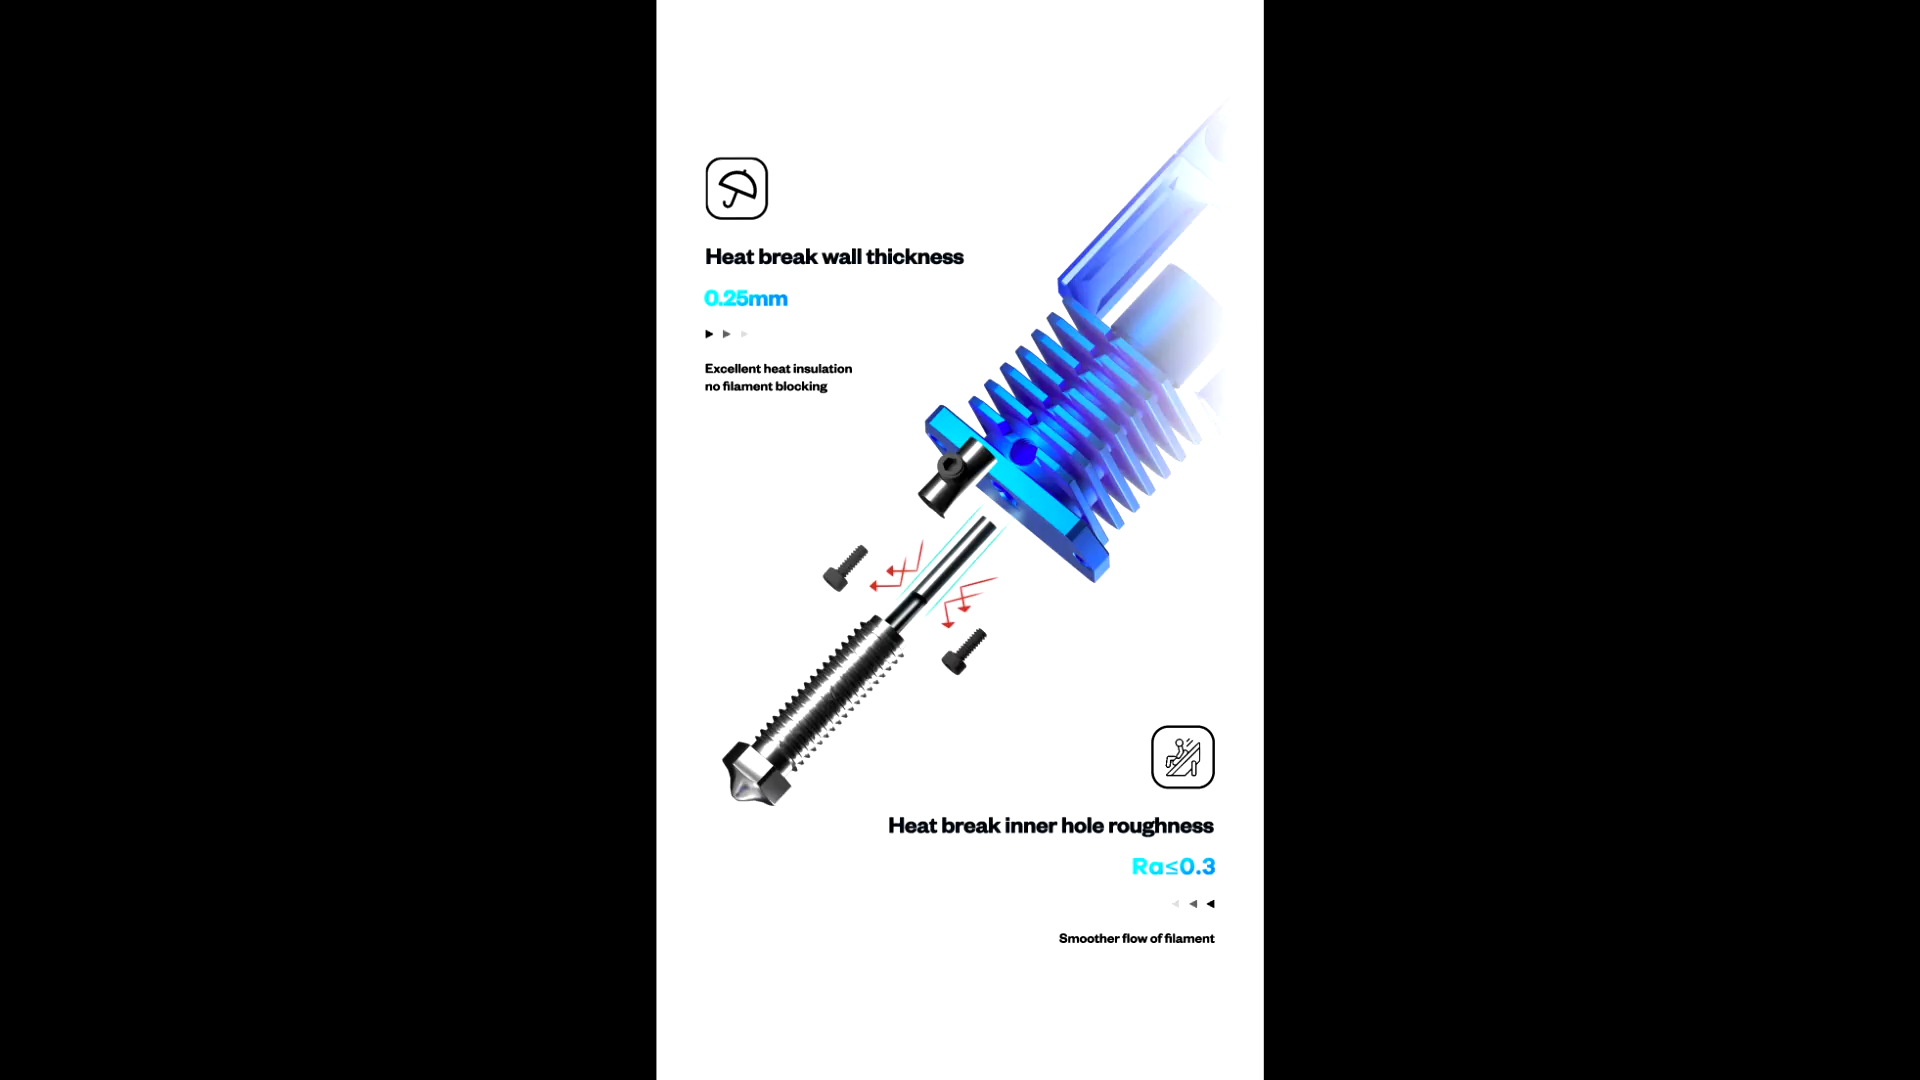 Heat break wall thickness
0.25mm
Excellent heat insulation
no filament blocking
Heat break inner hole roughness
Ra≤0.3
Smoother flow of filament